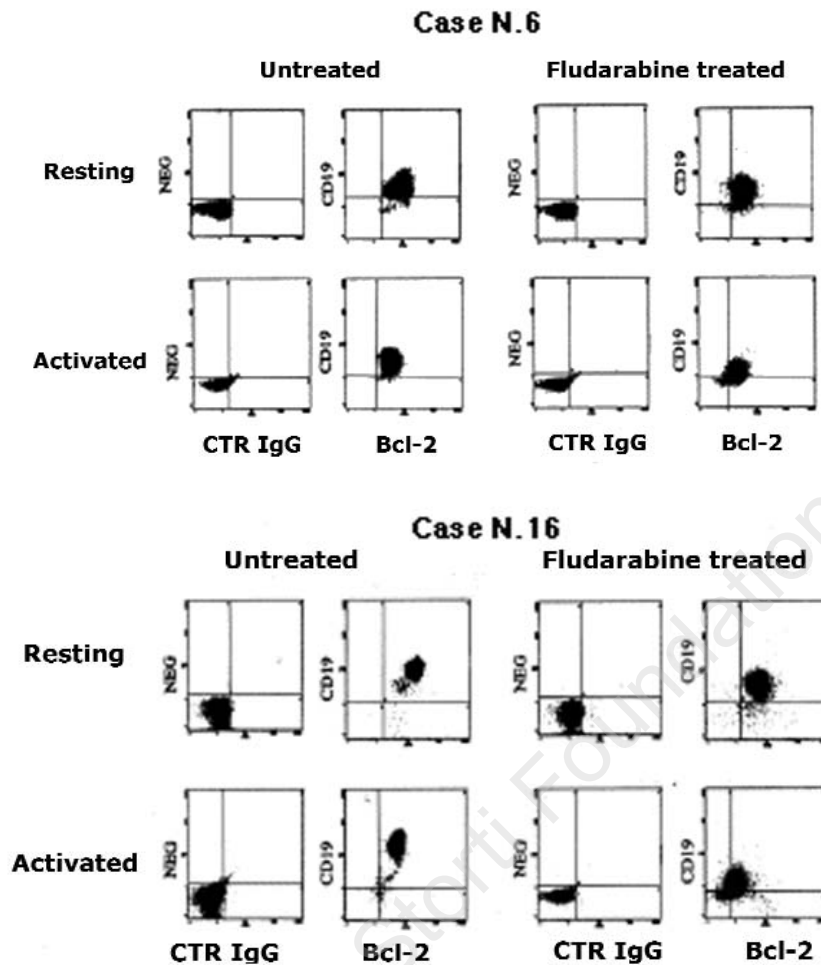 Case N.6
Untreated Fludarabine treated
Resting NEG CD19 NEG CD19
Activated NEG CD19 NEG CD19
CTR IgG Bcl-2 CTR IgG Bcl-2
Case N.16
Untreated Fludarabine treated
Resting NEG CD19 NEG CD19
Activated NEG CD19 NEG CD19
CTR IgG Bcl-2 CTR IgG Bcl-2
Storti Foundation